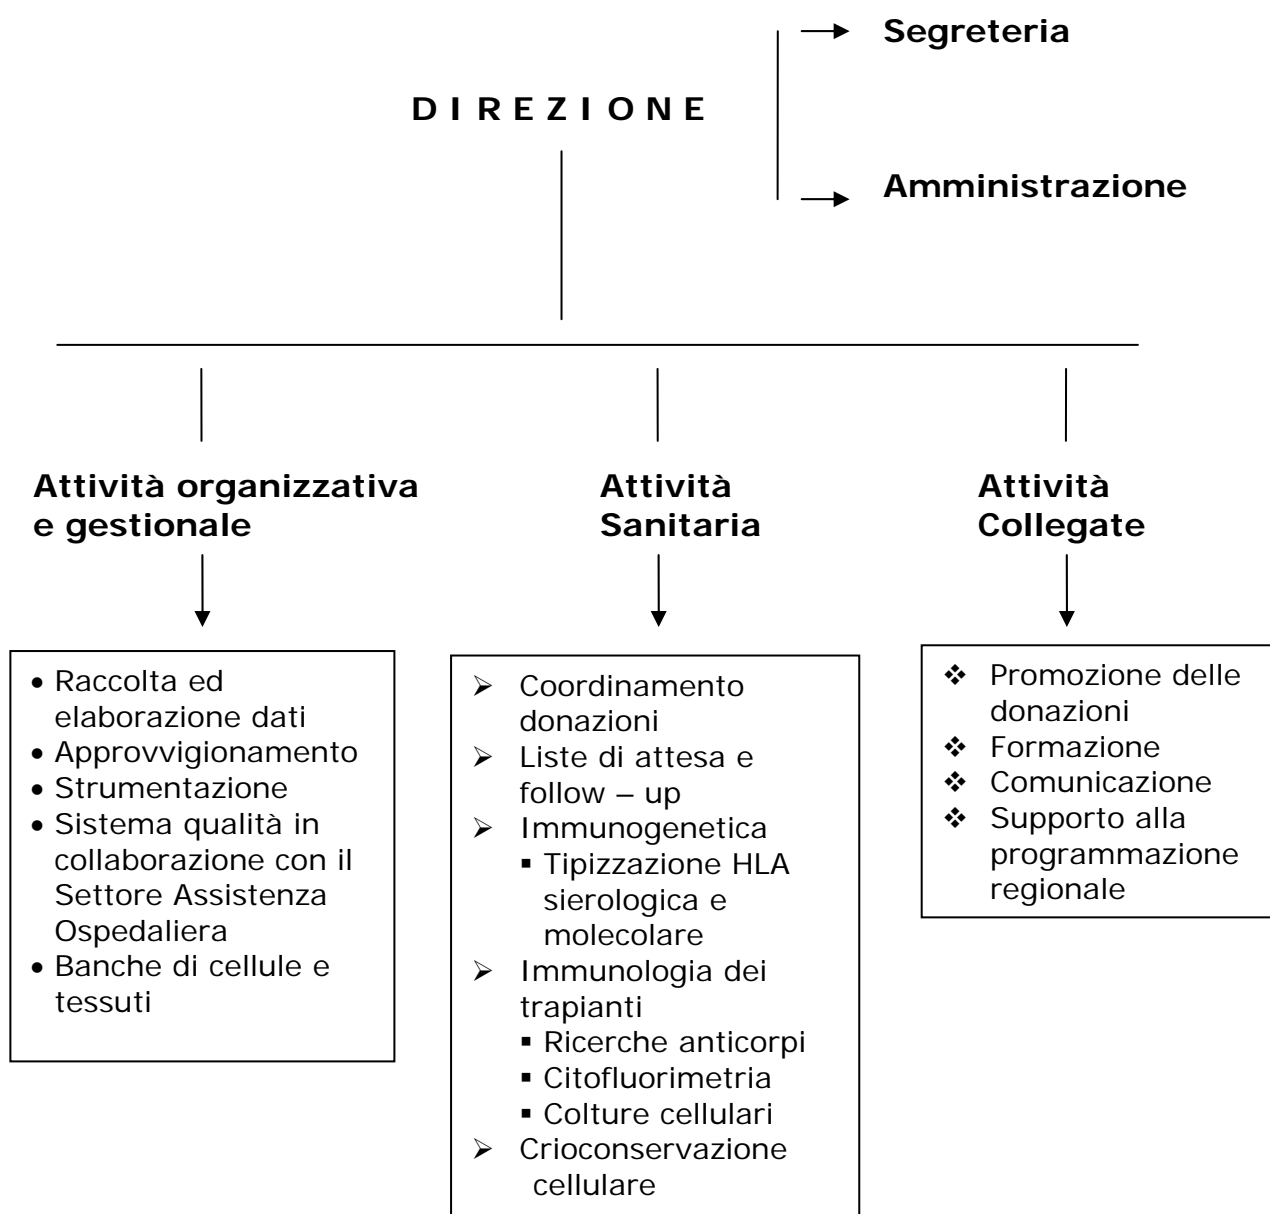 Segreteria
D I R E Z I O N E
Amministrazione
Attività organizzativa
e gestionale
Attività
Sanitaria
Attività
Collegate
• Raccolta ed
elaborazione dati
• Approvvigionamento
• Strumentazione
• Sistema qualità in
collaborazione con il
Settore Assistenza
Ospedaliera
• Banche di cellule e
tessuti
➢ Coordinamento
donazioni
➢ Liste di attesa e
follow – up
➢ Immunogenetica
▪ Tipizzazione HLA
sierologica e
molecolare
➢ Immunologia dei
trapianti
▪ Ricerche anticorpi
▪ Citofluorimetria
▪ Colture cellulari
➢ Crioconservazione
cellulare
❖ Promozione delle
donazioni
❖ Formazione
❖ Comunicazione
❖ Supporto alla
programmazione
regionale